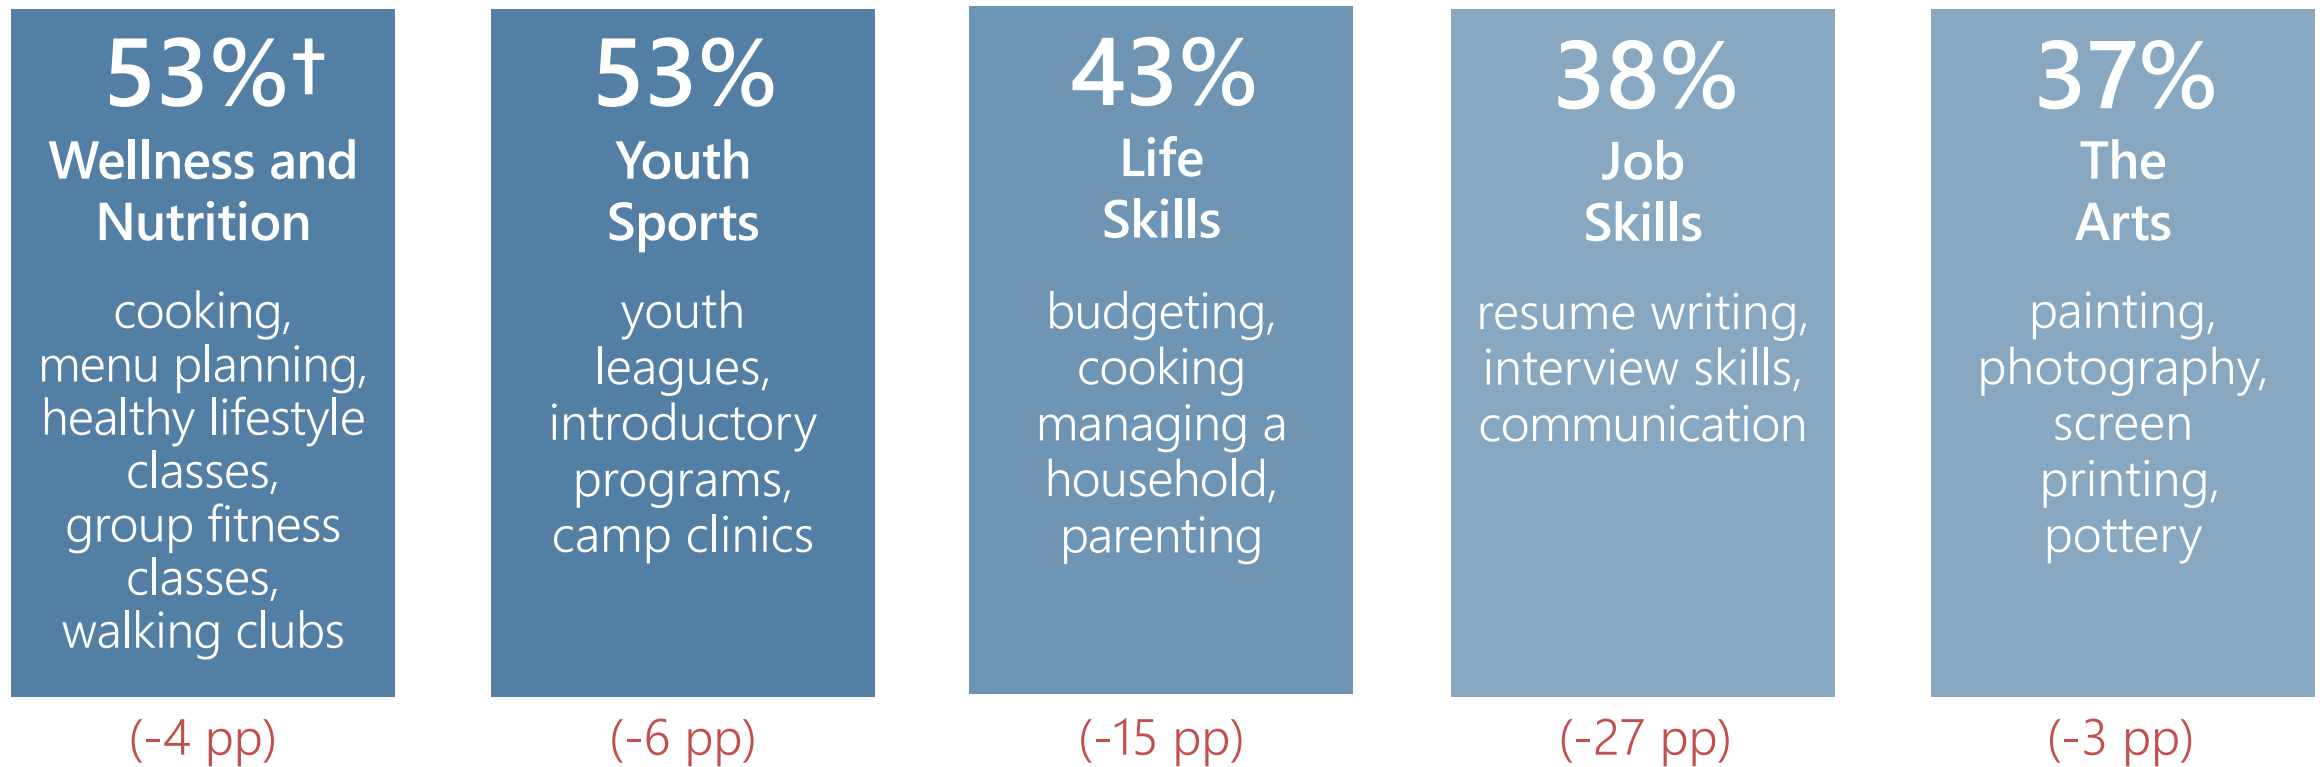 53%†
Wellness and
Nutrition
cooking,
menu planning,
healthy lifestyle
classes,
group fitness
classes,
walking clubs
(-4 pp)
53%
Youth
Sports
youth
leagues,
introductory
programs,
camp clinics
(-6 pp)
43%
Life
Skills
budgeting,
cooking
managing a
household,
parenting
(-15 pp)
38%
Job
Skills
resume writing,
interview skills,
communication
(-27 pp)
37%
The
Arts
painting,
photography,
screen
printing,
pottery
(-3 pp)